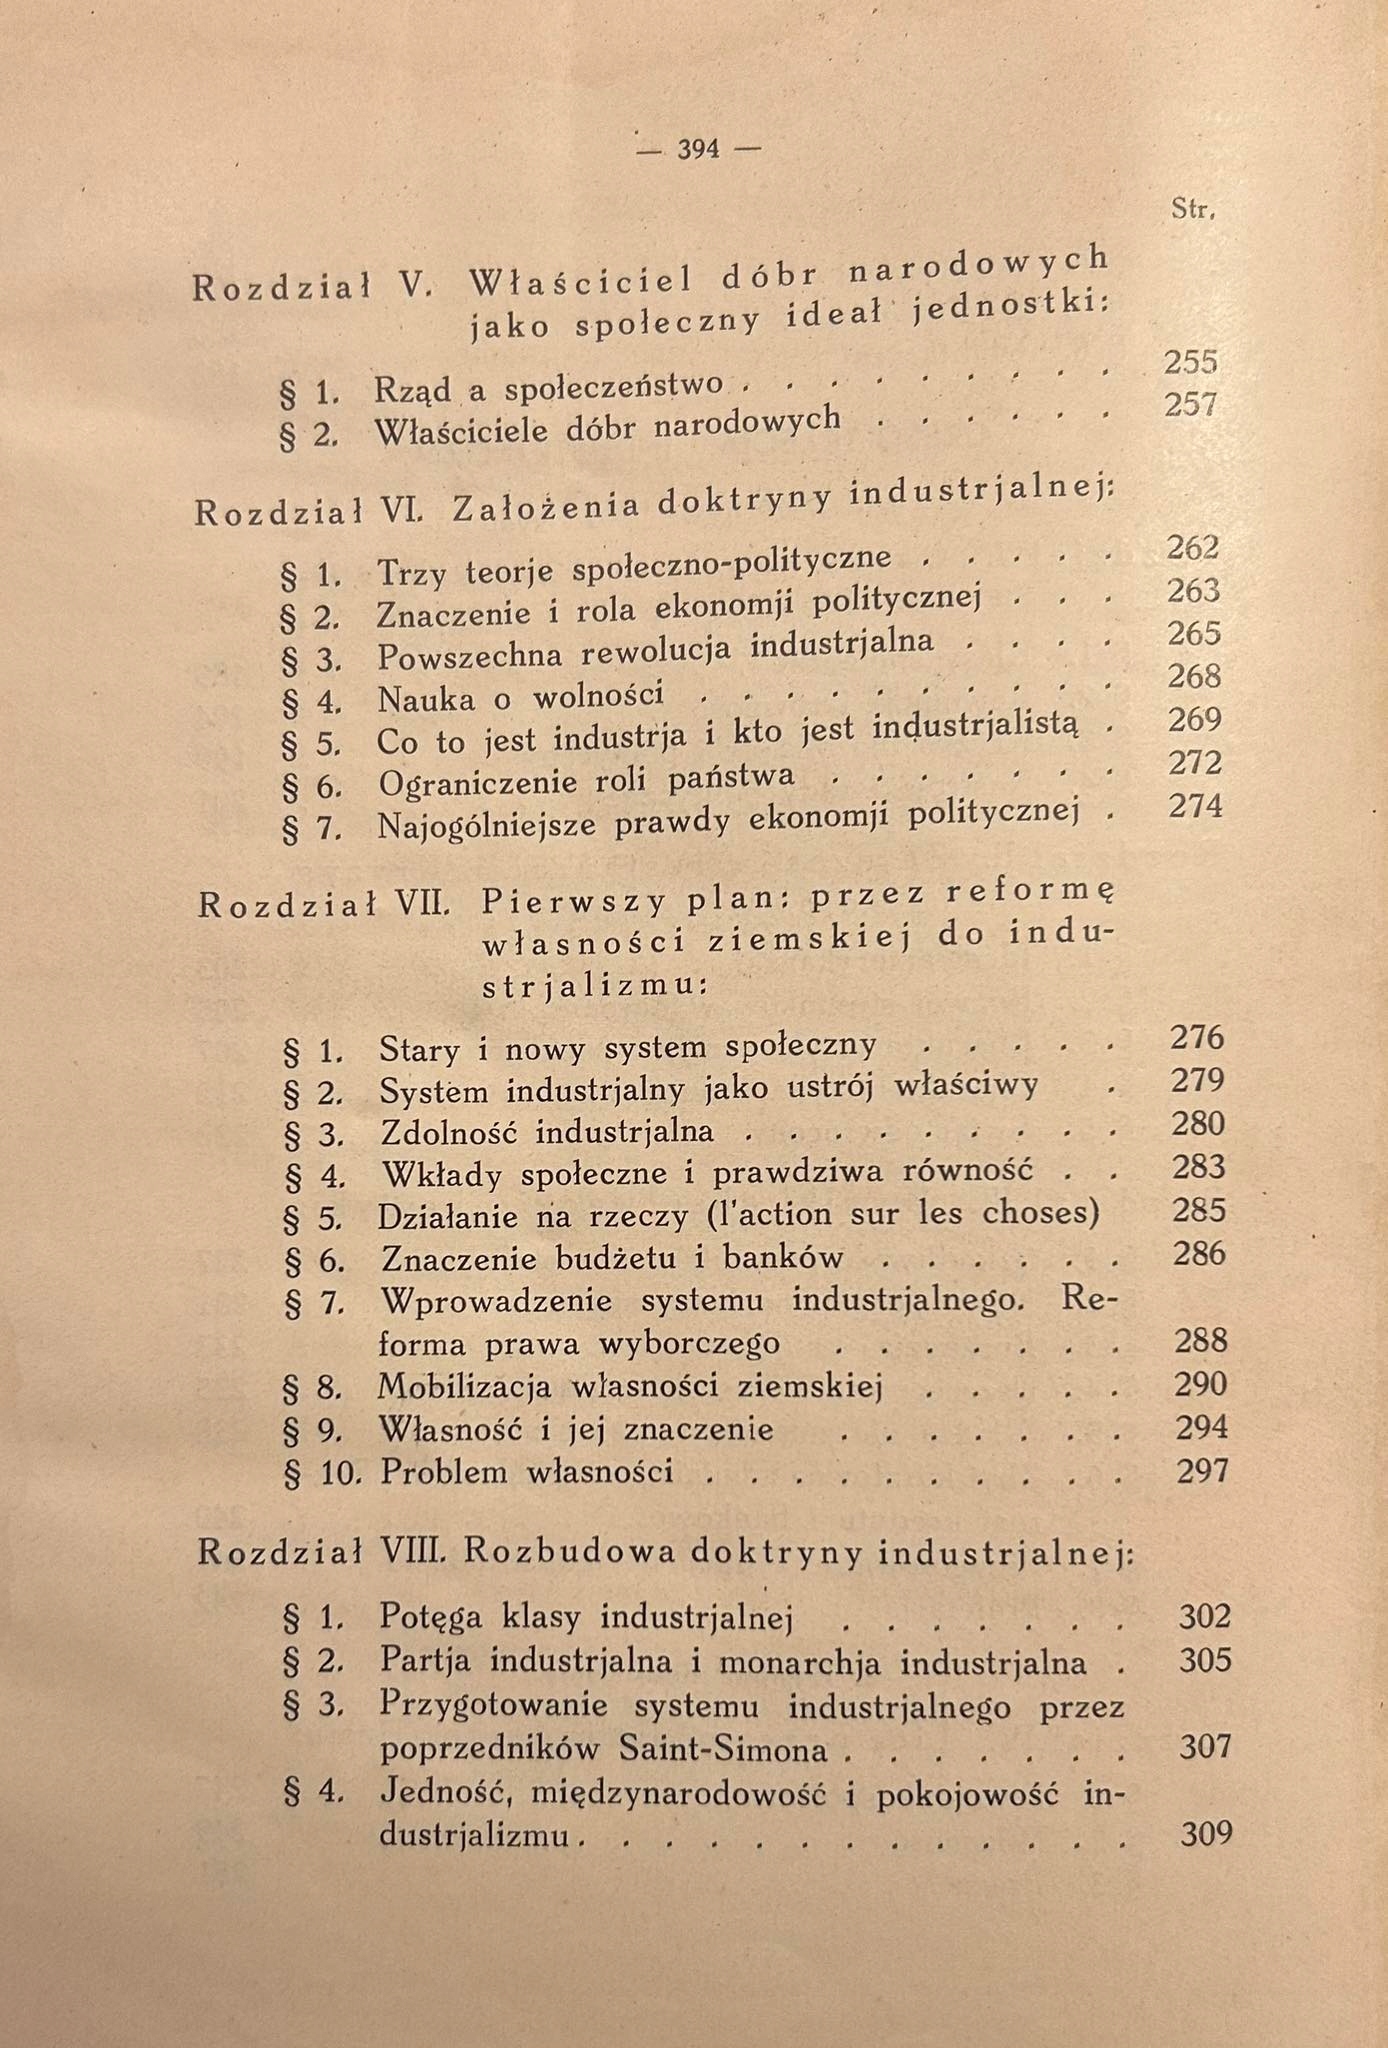 — 394 —
Str.
Rozdział V. Właściciel dóbr narodowych
jako społeczny ideał jednostki:
§ 1. Rząd a społeczeństwo . . . . . . . . . 255
§ 2. Właściciele dóbr narodowych . . . . . . 257
Rozdział VI. Założenia doktryny industrjalnej:
§ 1. Trzy teorje społeczno-polityczne . . . . . 262
§ 2. Znaczenie i rola ekonomji politycznej . . . 263
§ 3. Powszechna rewolucja industrjalna . . . . 265
§ 4. Nauka o wolności . . . . . . . . . . 268
§ 5. Co to jest industrja i kto jest industrjalistą . 269
§ 6. Ograniczenie roli państwa . . . . . . . 272
§ 7. Najogólniejsze prawdy ekonomji politycznej . 274
Rozdział VII. Pierwszy plan: przez reformę
własności ziemskiej do indu-
strjalizmu:
§ 1. Stary i nowy system społeczny . . . . . 276
§ 2. System industrjalny jako ustrój właściwy . 279
§ 3. Zdolność industrjalna . . . . . . . . . 280
§ 4. Wkłady społeczne i prawdziwa równość . . 283
§ 5. Działanie na rzeczy (l'action sur les choses) 285
§ 6. Znaczenie budżetu i banków . . . . . . 286
§ 7. Wprowadzenie systemu industrjalnego. Re-
forma prawa wyborczego . . . . . . . 288
§ 8. Mobilizacja własności ziemskiej . . . . . 290
§ 9. Własność i jej znaczenie . . . . . . . 294
§ 10. Problem własności . . . . . . . . . . 297
Rozdział VIII. Rozbudowa doktryny industrjalnej:
§ 1. Potęga klasy industrjalnej . . . . . . . 302
§ 2. Partja industrjalna i monarchja industrjalna . 305
§ 3. Przygotowanie systemu industrjalnego przez
poprzedników Saint-Simona . . . . . . . 307
§ 4. Jedność, międzynarodowość i pokojowość in-
dustrjalizmu . . . . . . . . . . . . . 309